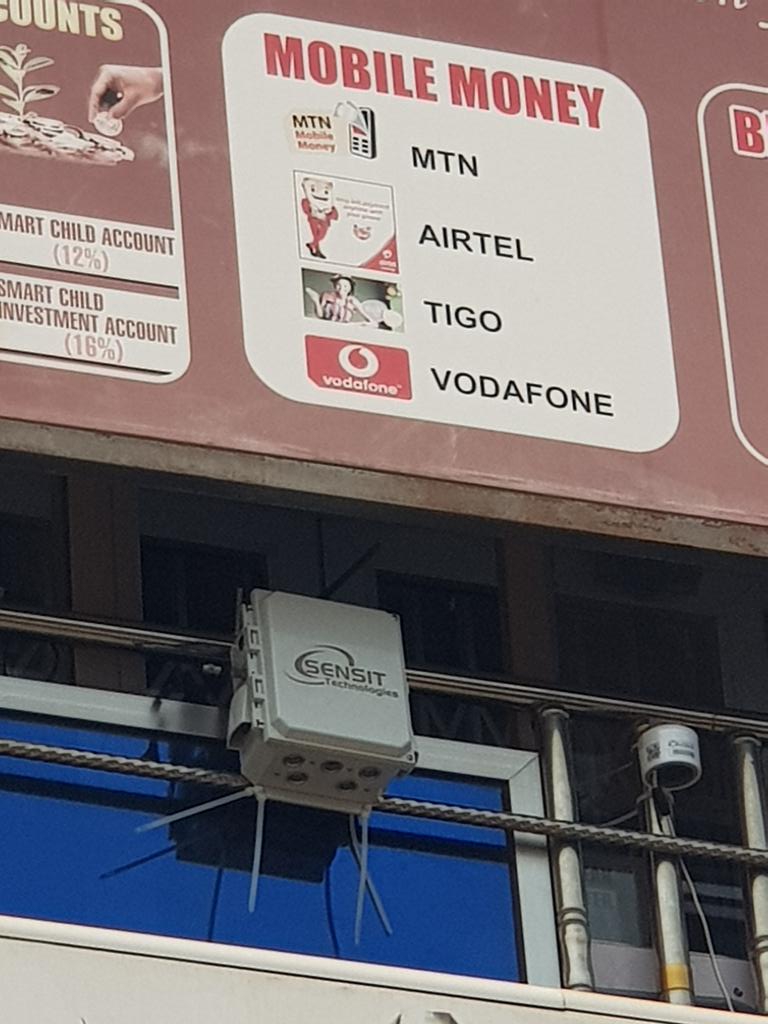 COUNTS
MART CHILD ACCOUNT
(12%)
SMART CHILD
INVESTMENT ACCOUNT
(16%)
MOBILE MONEY
MTN
Mobile
Money
MTN
AIRTEL
TIGO
vodafone
VODAFONE
B
SENSIT
Technologies